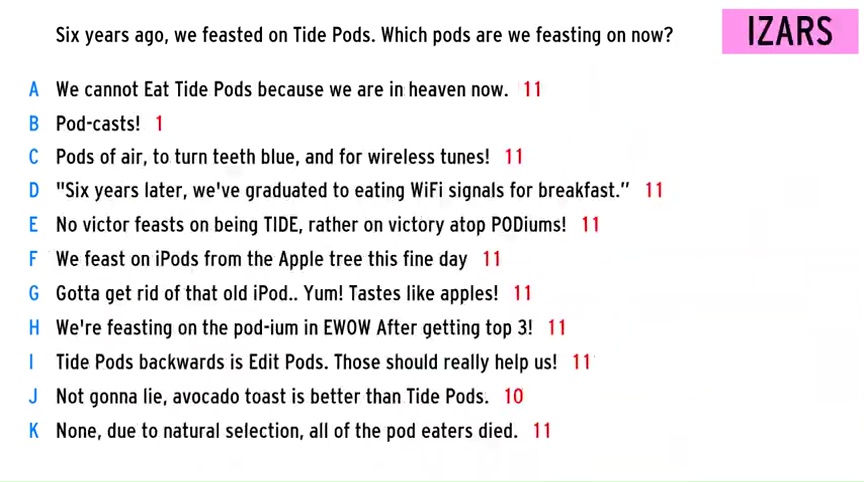 Six years ago, we feasted on Tide Pods. Which pods are we feasting on now?
IZARS
A We cannot Eat Tide Pods because we are in heaven now. 11
B Pod-casts! 1
C Pods of air, to turn teeth blue, and for wireless tunes! 11
D "Six years later, we've graduated to eating WiFi signals for breakfast.” 11
E No victor feasts on being TIDE, rather on victory atop PODiums! 11
F We feast on iPods from the Apple tree this fine day 11
G Gotta get rid of that old iPod.. Yum! Tastes like apples! 11
H We're feasting on the pod-ium in EWOW After getting top 3! 11
I Tide Pods backwards is Edit Pods. Those should really help us! 11
J Not gonna lie, avocado toast is better than Tide Pods. 10
K None, due to natural selection, all of the pod eaters died. 11